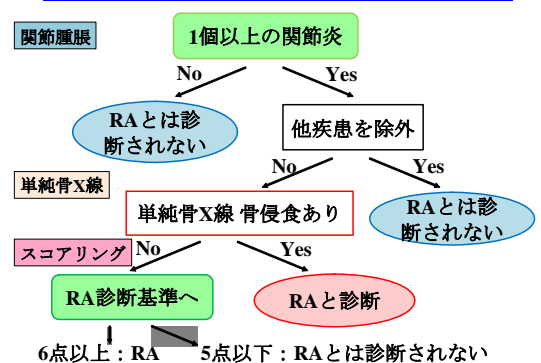 関節腫脹
1個以上の関節炎
No
Yes
RAとは診
断されない
他疾患を除外
No
Yes
単純骨X線
単純骨X線 骨侵食あり
RAとは診
断されない
スコアリング
No
Yes
RA診断基準へ
RAと診断
6点以上：RA
5点以下：RAとは診断されない